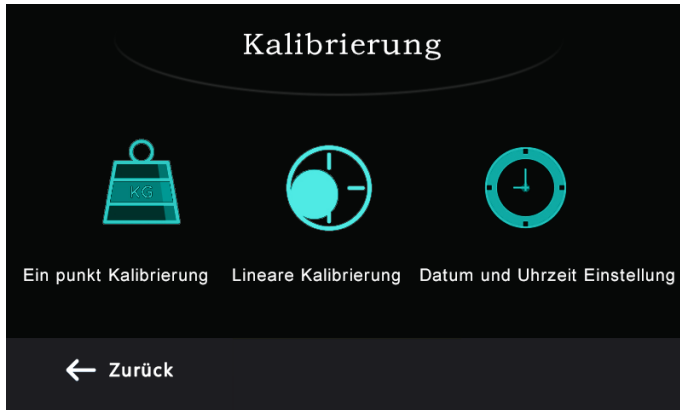 Kalibrierung
KG
Ein punkt Kalibrierung
Lineare Kalibrierung
Datum und Uhrzeit Einstellung
Zurück